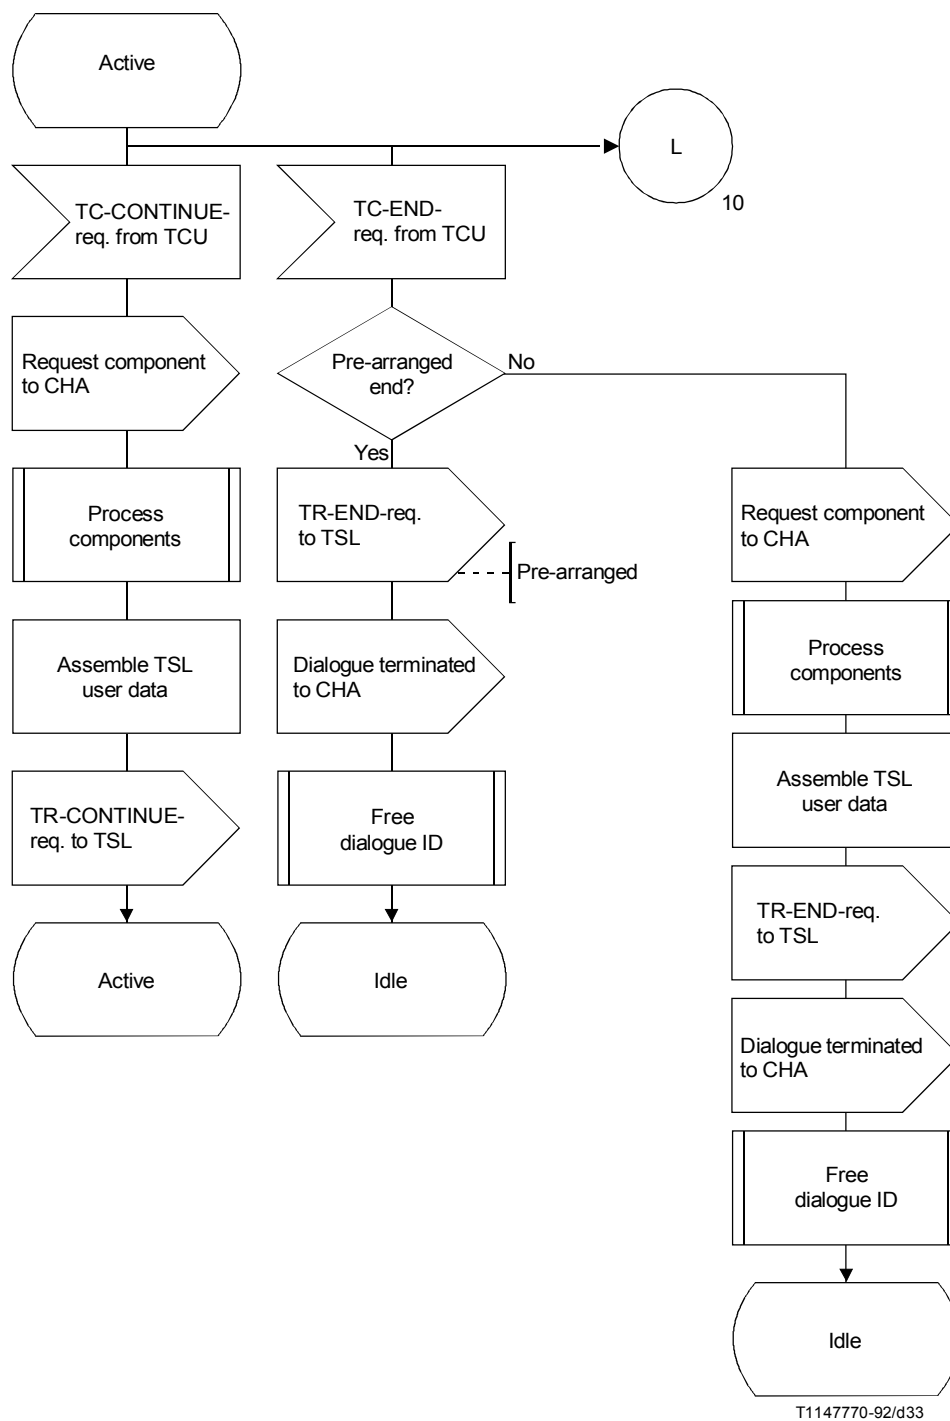 Active
L
10
TC-CONTINUE-
req. from TCU
TC-END-
req. from TCU
Request component
to CHA
Pre-arranged
end?
No
Yes
Process
components
TR-END-req.
to TSL
Pre-arranged
Request component
to CHA
Assemble TSL
user data
Dialogue terminated
to CHA
Process
components
TR-CONTINUE-
req. to TSL
Free
dialogue ID
Assemble TSL
user data
Active
Idle
TR-END-req.
to TSL
Dialogue terminated
to CHA
Free
dialogue ID
Idle
T1147770-92/d33